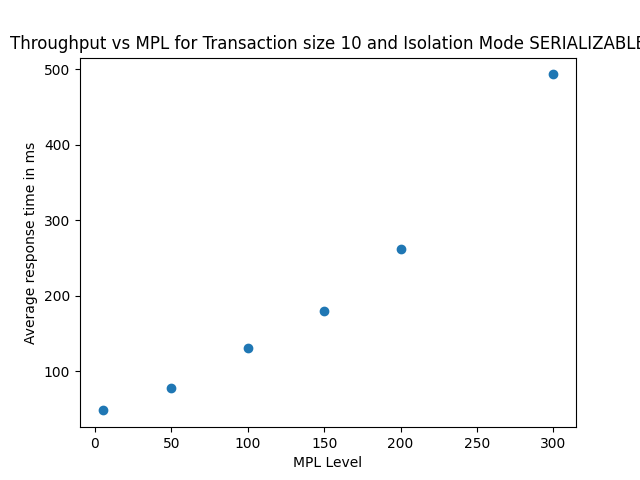 Throughput vs MPL for Transaction size 10 and Isolation Mode SERIALIZABLE
500
400
300
200
100
Average response time in ms
0 50 100 150 200 250 300
MPL Level